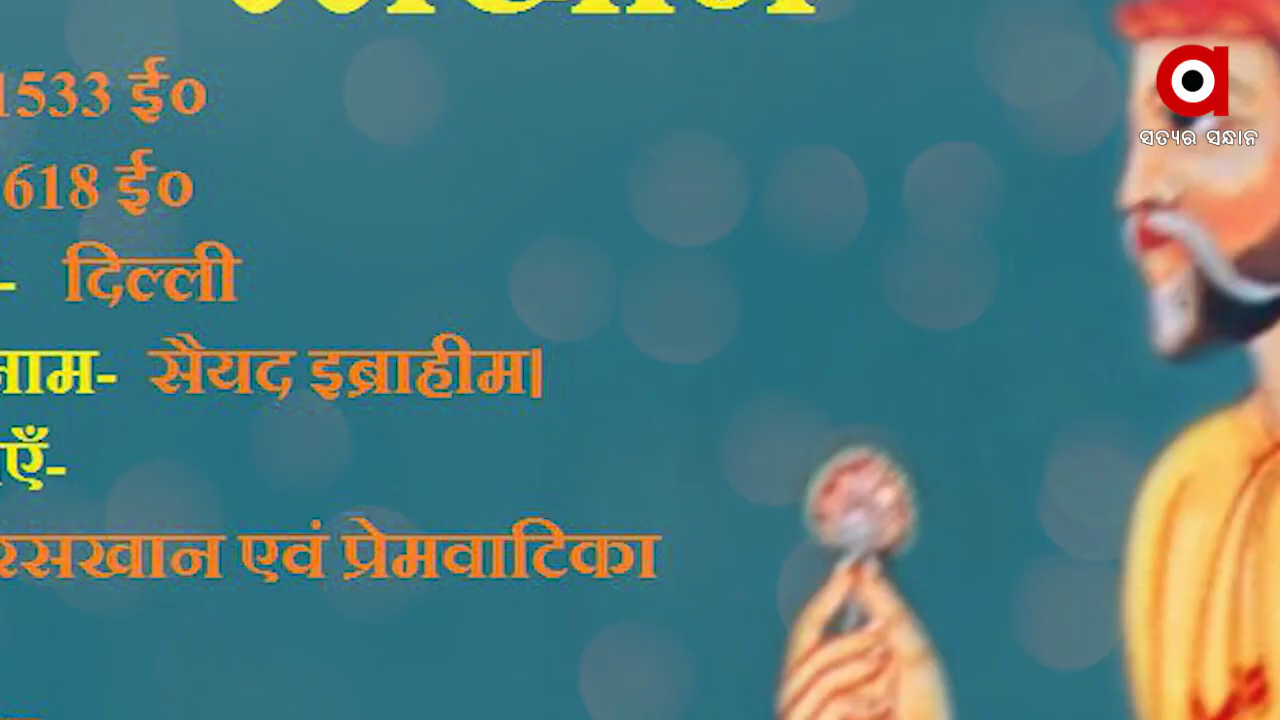 1533 ई०
618 ई०
ସତ୍ୟର ସନ୍ଧାନ
- दिल्ली
नाम- सैयद इब्राहीम।
एँ-
रसखान एवं प्रेमवाटिका